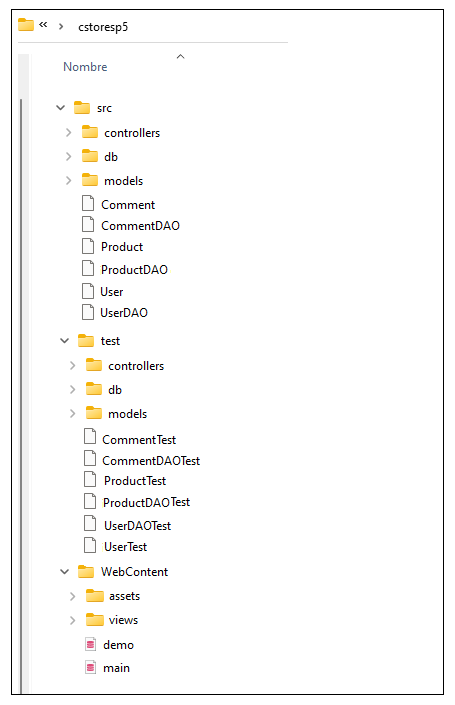 « › cstoresp5
Nombre
src
controllers
db
models
Comment
CommentDAO
Product
ProductDAO
User
UserDAO
test
controllers
db
models
CommentTest
CommentDAOTest
ProductTest
ProductDAOTest
UserDAOTest
UserTest
WebContent
assets
views
demo
main